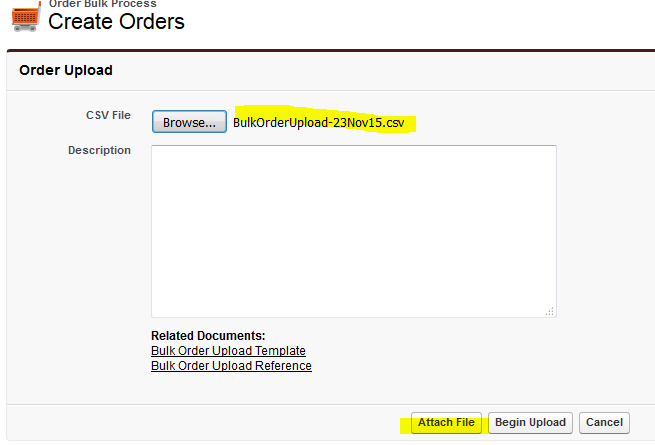 Order Bulk Process
Create Orders
Order Upload
CSV File Browse... BulkOrderUpload-23Nov15.csv
Description
Related Documents:
Bulk Order Upload Template
Bulk Order Upload Reference
Attach File Begin Upload Cancel